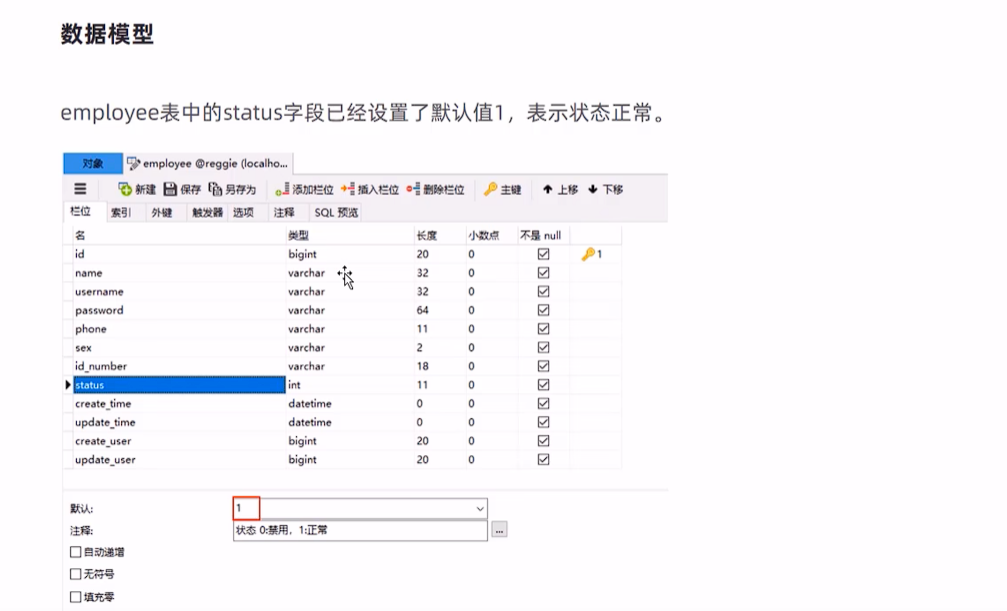 数据模型
employee表中的status字段已经设置了默认值1，表示状态正常。
对象 employee @reggie (localho...
新建 保存 另存为 添加栏位 插入栏位 删除栏位 主键 上移 下移
栏位 索引 外键 触发器 选项 注释 SQL 预览
名 类型 长度 小数点 不是 null
id bigint 20 0 1
name varchar 32 0
username varchar 32 0
password varchar 64 0
phone varchar 11 0
sex varchar 2 0
id_number varchar 18 0
status int 11 0
create_time datetime 0 0
update_time datetime 0 0
create_user bigint 20 0
update_user bigint 20 0
默认: 1
注释: 状态 0:禁用，1:正常 ...
自动递增
无符号
填充零